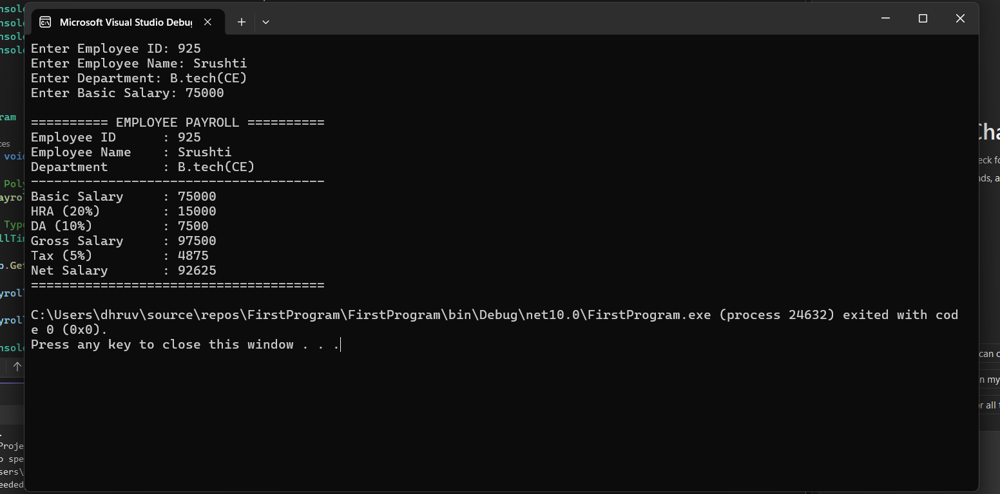 Microsoft Visual Studio Debug
Enter Employee ID: 925
Enter Employee Name: Srushti
Enter Department: B.tech(CE)
Enter Basic Salary: 75000
========== EMPLOYEE PAYROLL ==========
Employee ID      : 925
Employee Name    : Srushti
Department       : B.tech(CE)
--------------------------------------
Basic Salary     : 75000
HRA (20%)        : 15000
DA (10%)         : 7500
Gross Salary     : 97500
Tax (5%)         : 4875
Net Salary       : 92625
======================================
C:\Users\dhruv\source\repos\FirstProgram\FirstProgram\bin\Debug\net10.0\FirstProgram.exe (process 24632) exited with cod
e 0 (0x0).
Press any key to close this window . . .